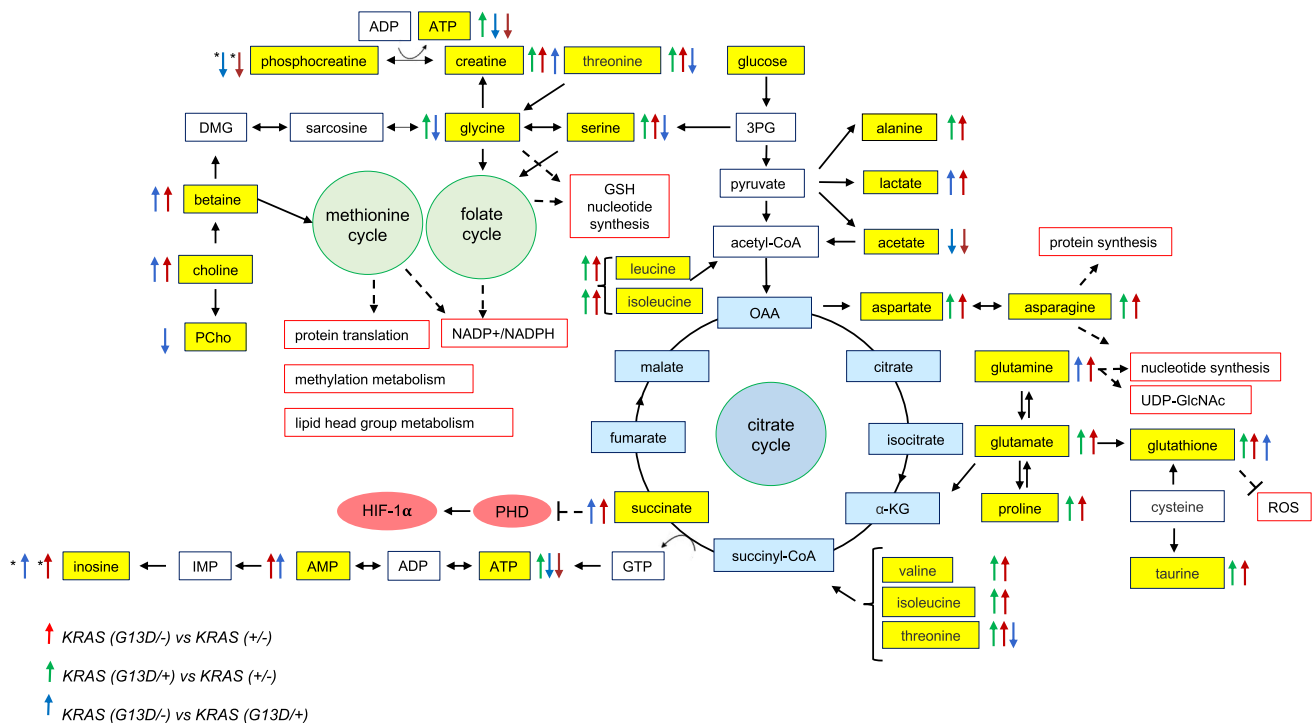 ADP
ATP
* *
phosphocreatine
creatine
threonine
glucose
DMG
sarcosine
glycine
serine
3PG
alanine
betaine
methionine
cycle
folate
cycle
GSH
nucleotide
synthesis
pyruvate
lactate
choline
acetyl-CoA
acetate
protein synthesis
leucine
isoleucine
PCho
protein translation
NADP+/NADPH
OAA
aspartate
asparagine
methylation metabolism
malate
citrate
glutamine
nucleotide synthesis
UDP-GlcNAc
lipid head group metabolism
fumarate
citrate
cycle
isocitrate
glutamate
glutathione
HIF-1α
PHD
succinate
α-KG
proline
cysteine
ROS
succinyl-CoA
* *
inosine
IMP
AMP
ADP
ATP
GTP
valine
isoleucine
threonine
taurine
KRAS (G13D/-) vs KRAS (+/-)
KRAS (G13D/+) vs KRAS (+/-)
KRAS (G13D/-) vs KRAS (G13D/+)